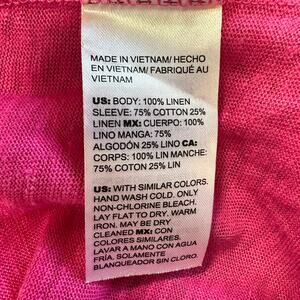 MADE IN VIETNAM/ HECHO
EN VIETNAM/ FABRIQUÉ AU
VIETNAM
US: BODY: 100% LINEN
SLEEVE: 75% COTTON 25%
LINEN MX: CUERPO: 100%
LINO MANGA: 75%
ALGODÓN 25% LINO CA:
CORPS: 100% LIN MANCHE:
75% COTON 25% LIN
US: WITH SIMILAR COLORS.
HAND WASH COLD. ONLY
NON-CHLORINE BLEACH.
LAY FLAT TO DRY. WARM
IRON. MAY BE DRY
CLEANED MX: CON
COLORES SIMILARES.
LAVAR A MANO CON AGUA
FRÍA. SOLAMENTE
BLANQUEADOR SIN CLORO.